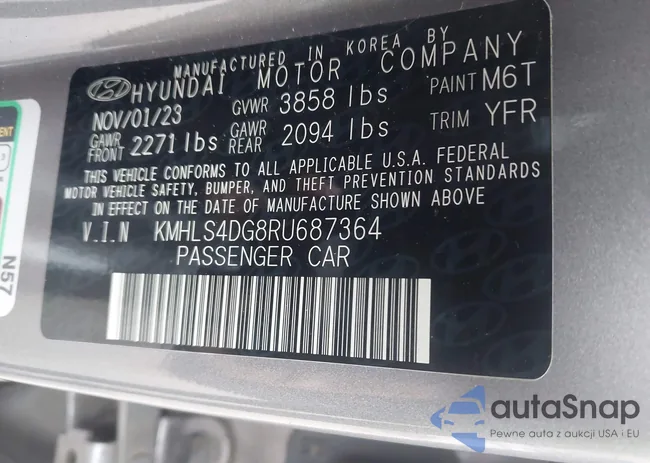 MANUFACTURED IN KOREA BY
HYUNDAI MOTOR COMPANY
NOV/01/23 GVWR 3858 lbs PAINT M6T
GAWR FRONT 2271 lbs GAWR REAR 2094 lbs TRIM YFR
THIS VEHICLE CONFORMS TO ALL APPLICABLE U.S.A. FEDERAL
MOTOR VEHICLE SAFETY, BUMPER, AND THEFT PREVENTION STANDARDS
IN EFFECT ON THE DATE OF MANUFACTURE SHOWN ABOVE
V.I.N KMHLS4DG8RU687364
PASSENGER CAR
N57
autaSnap
Pewne auta z aukcji USA i EU